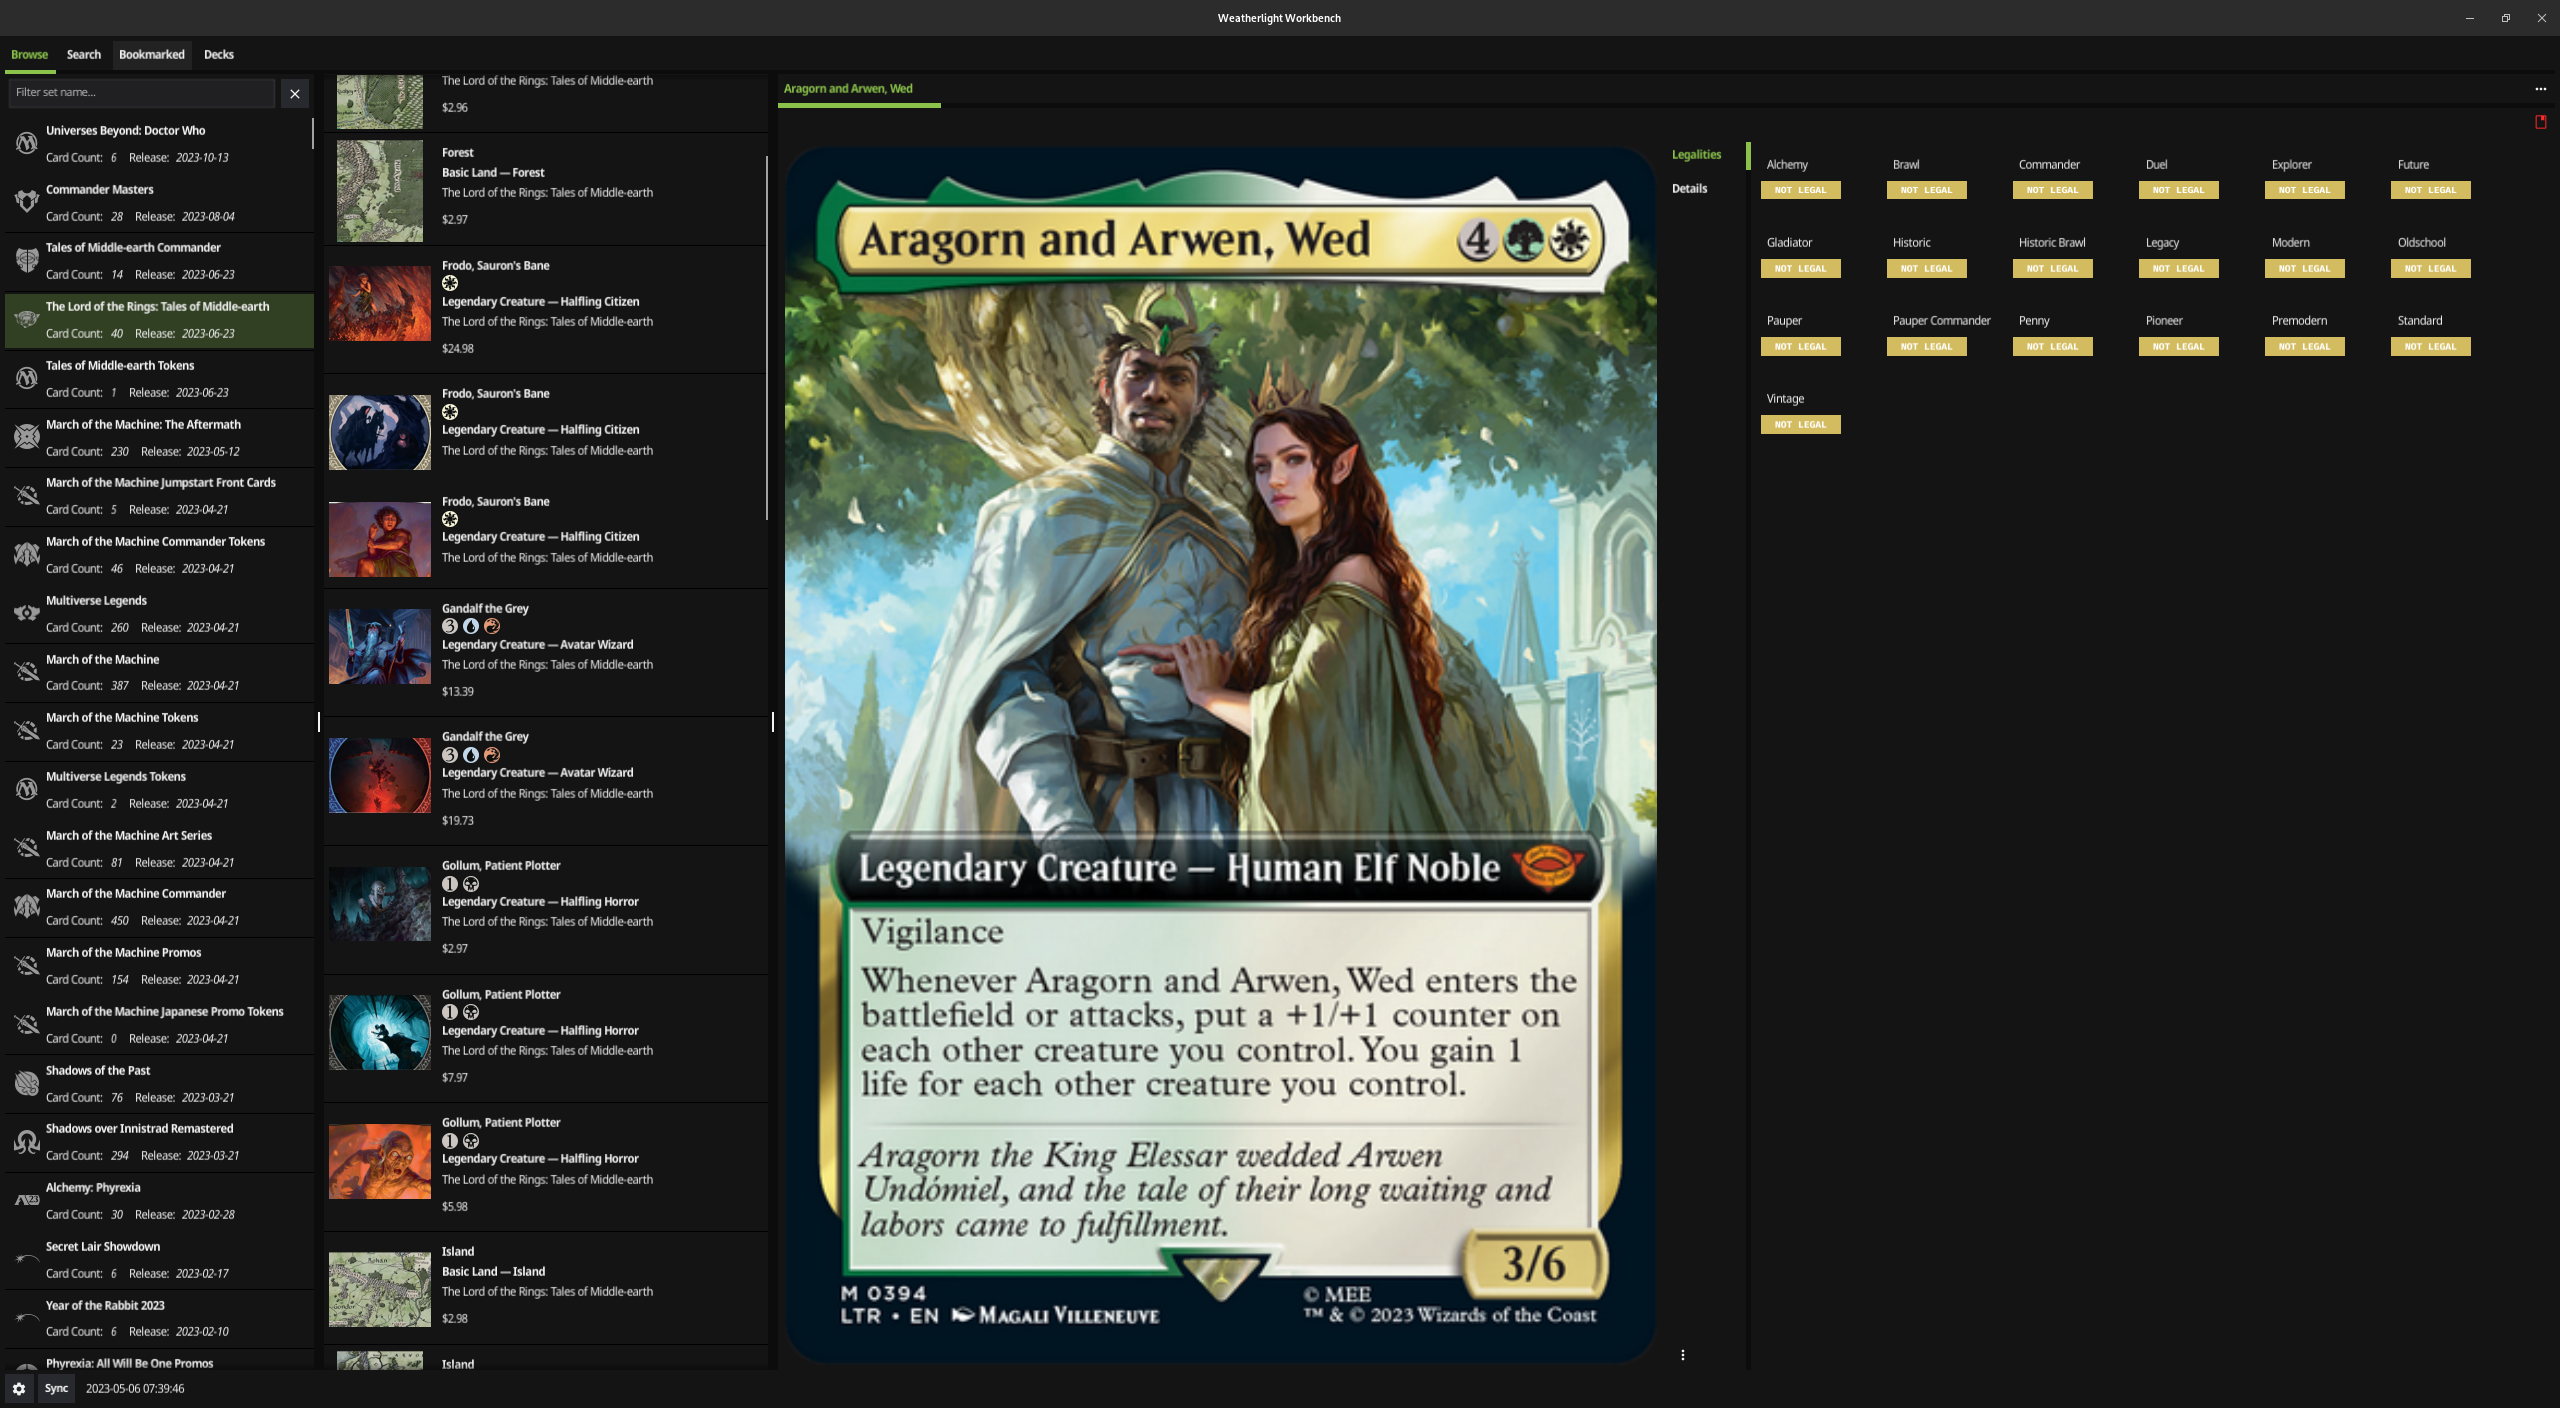 Weatherlight Workbench
Browse Search Bookmarked Decks
Filter set name...
Universes Beyond: Doctor Who
Card Count: 6 Release: 2023-10-13
Commander Masters
Card Count: 28 Release: 2023-08-04
Tales of Middle-earth Commander
Card Count: 14 Release: 2023-06-23
The Lord of the Rings: Tales of Middle-earth
Card Count: 40 Release: 2023-06-23
Tales of Middle-earth Tokens
Card Count: 1 Release: 2023-06-23
March of the Machine: The Aftermath
Card Count: 230 Release: 2023-05-12
March of the Machine Jumpstart Front Cards
Card Count: 5 Release: 2023-04-21
March of the Machine Commander Tokens
Card Count: 46 Release: 2023-04-21
Multiverse Legends
Card Count: 260 Release: 2023-04-21
March of the Machine
Card Count: 387 Release: 2023-04-21
March of the Machine Tokens
Card Count: 23 Release: 2023-04-21
Multiverse Legends Tokens
Card Count: 2 Release: 2023-04-21
March of the Machine Art Series
Card Count: 81 Release: 2023-04-21
March of the Machine Commander
Card Count: 450 Release: 2023-04-21
March of the Machine Promos
Card Count: 154 Release: 2023-04-21
March of the Machine Japanese Promo Tokens
Card Count: 0 Release: 2023-04-21
Shadows of the Past
Card Count: 76 Release: 2023-03-21
Shadows over Innistrad Remastered
Card Count: 294 Release: 2023-03-21
Alchemy: Phyrexia
Card Count: 30 Release: 2023-02-28
Secret Lair Showdown
Card Count: 6 Release: 2023-02-17
Year of the Rabbit 2023
Card Count: 6 Release: 2023-02-10
Phyrexia: All Will Be One Promos
Sync 2023-05-06 07:39:46
The Lord of the Rings: Tales of Middle-earth
$2.96
Forest
Basic Land — Forest
The Lord of the Rings: Tales of Middle-earth
$2.97
Frodo, Sauron's Bane
Legendary Creature — Halfling Citizen
The Lord of the Rings: Tales of Middle-earth
$24.98
Frodo, Sauron's Bane
Legendary Creature — Halfling Citizen
The Lord of the Rings: Tales of Middle-earth
Frodo, Sauron's Bane
Legendary Creature — Halfling Citizen
The Lord of the Rings: Tales of Middle-earth
Gandalf the Grey
3
Legendary Creature — Avatar Wizard
The Lord of the Rings: Tales of Middle-earth
$13.39
Gandalf the Grey
3
Legendary Creature — Avatar Wizard
The Lord of the Rings: Tales of Middle-earth
$19.73
Gollum, Patient Plotter
1
Legendary Creature — Halfling Horror
The Lord of the Rings: Tales of Middle-earth
$2.97
Gollum, Patient Plotter
1
Legendary Creature — Halfling Horror
The Lord of the Rings: Tales of Middle-earth
$7.97
Gollum, Patient Plotter
1
Legendary Creature — Halfling Horror
The Lord of the Rings: Tales of Middle-earth
$5.98
Island
Basic Land — Island
The Lord of the Rings: Tales of Middle-earth
$2.98
Island
Aragorn and Arwen, Wed
Aragorn and Arwen, Wed 4
Legendary Creature — Human Elf Noble
Vigilance
Whenever Aragorn and Arwen, Wed enters the
battlefield or attacks, put a +1/+1 counter on
each other creature you control. You gain 1
life for each other creature you control.
Aragorn the King Elessar wedded Arwen
Undómiel, and the tale of their long waiting and
labors came to fulfillment.
3/6
M 0394
LTR • EN MAGALI VILLENEUVE
© MEE
™ & © 2023 Wizards of the Coast
Legalities
Details
Alchemy Brawl Commander Duel Explorer Future
NOT LEGAL NOT LEGAL NOT LEGAL NOT LEGAL NOT LEGAL NOT LEGAL
Gladiator Historic Historic Brawl Legacy Modern Oldschool
NOT LEGAL NOT LEGAL NOT LEGAL NOT LEGAL NOT LEGAL NOT LEGAL
Pauper Pauper Commander Penny Pioneer Premodern Standard
NOT LEGAL NOT LEGAL NOT LEGAL NOT LEGAL NOT LEGAL NOT LEGAL
Vintage
NOT LEGAL